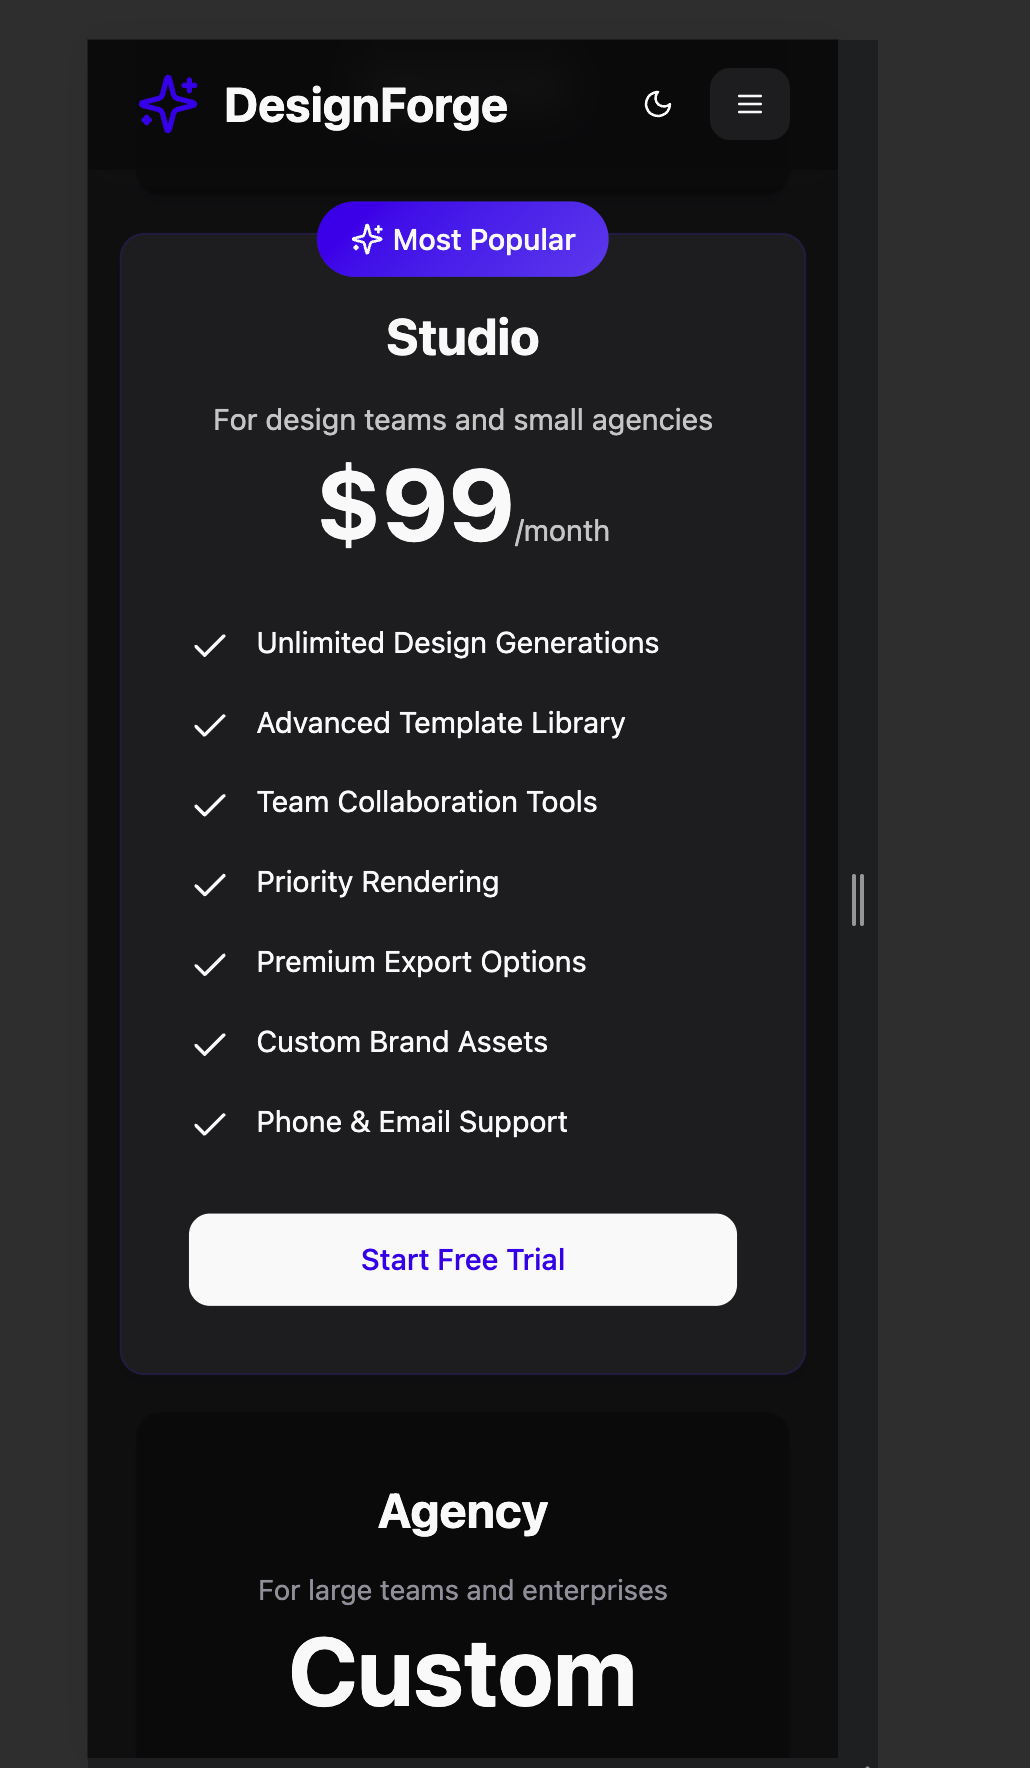 DesignForge
Most Popular
Studio
For design teams and small agencies
$99/month
Unlimited Design Generations
Advanced Template Library
Team Collaboration Tools
Priority Rendering
Premium Export Options
Custom Brand Assets
Phone & Email Support
Start Free Trial
Agency
For large teams and enterprises
Custom